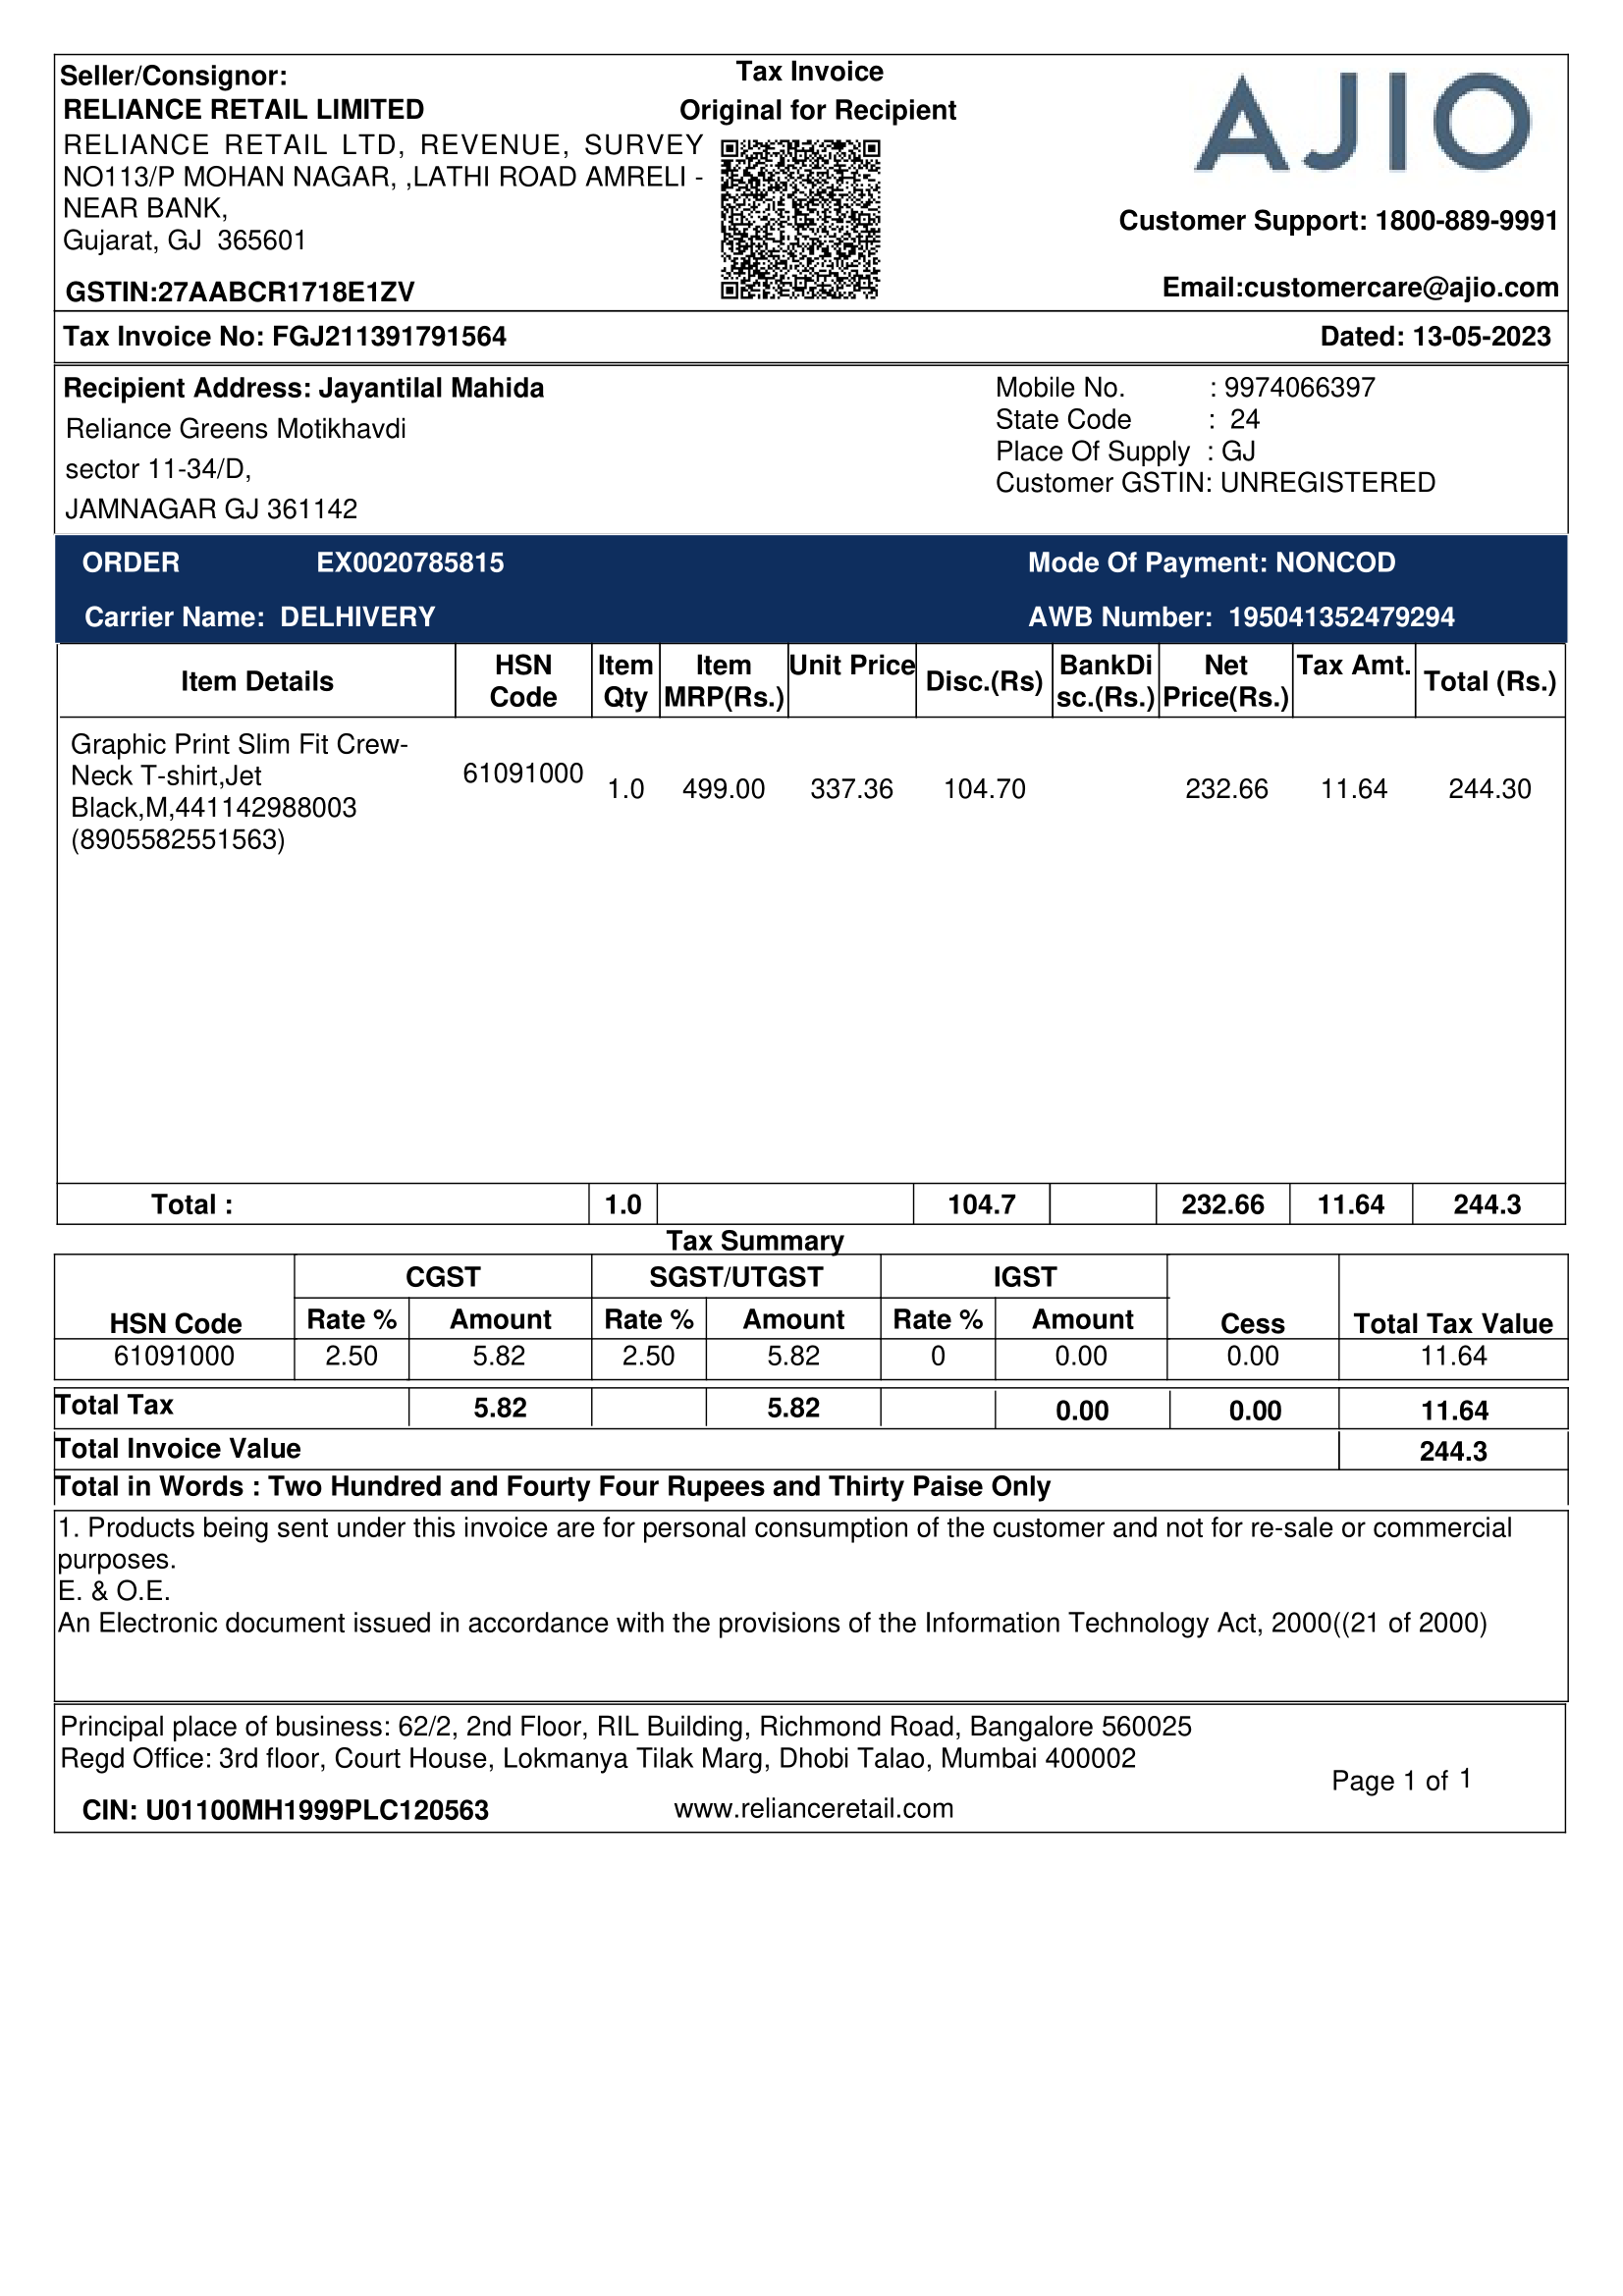 Seller/Consignor:
RELIANCE RETAIL LIMITED
RELIANCE RETAIL LTD, REVENUE, SURVEY
NO113/P MOHAN NAGAR, ,LATHI ROAD AMRELI -
NEAR BANK,
Gujarat, GJ 365601
GSTIN:27AABCR1718E1ZV
Tax Invoice
Original for Recipient
AJIO
Customer Support: 1800-889-9991
Email:customercare@ajio.com
Tax Invoice No: FGJ211391791564
Dated: 13-05-2023
Recipient Address: Jayantilal Mahida
Reliance Greens Motikhavdi
sector 11-34/D,
JAMNAGAR GJ 361142
Mobile No. : 9974066397
State Code : 24
Place Of Supply : GJ
Customer GSTIN: UNREGISTERED
ORDER EX0020785815 Mode Of Payment: NONCOD
Carrier Name: DELHIVERY AWB Number: 195041352479294
Item Details HSN Code Item Qty Item MRP(Rs.) Unit Price Disc.(Rs) BankDi sc.(Rs.) Net Price(Rs.) Tax Amt. Total (Rs.)
Graphic Print Slim Fit Crew-
Neck T-shirt,Jet
Black,M,441142988003
(8905582551563)
61091000 1.0 499.00 337.36 104.70 232.66 11.64 244.30
Total : 1.0 104.7 232.66 11.64 244.3
Tax Summary
CGST SGST/UTGST IGST
HSN Code Rate % Amount Rate % Amount Rate % Amount Cess Total Tax Value
61091000 2.50 5.82 2.50 5.82 0 0.00 0.00 11.64
Total Tax 5.82 5.82 0.00 0.00 11.64
Total Invoice Value 244.3
Total in Words : Two Hundred and Fourty Four Rupees and Thirty Paise Only
1. Products being sent under this invoice are for personal consumption of the customer and not for re-sale or commercial
purposes.
E. & O.E.
An Electronic document issued in accordance with the provisions of the Information Technology Act, 2000((21 of 2000)
Principal place of business: 62/2, 2nd Floor, RIL Building, Richmond Road, Bangalore 560025
Regd Office: 3rd floor, Court House, Lokmanya Tilak Marg, Dhobi Talao, Mumbai 400002
Page 1 of 1
CIN: U01100MH1999PLC120563 www.relianceretail.com